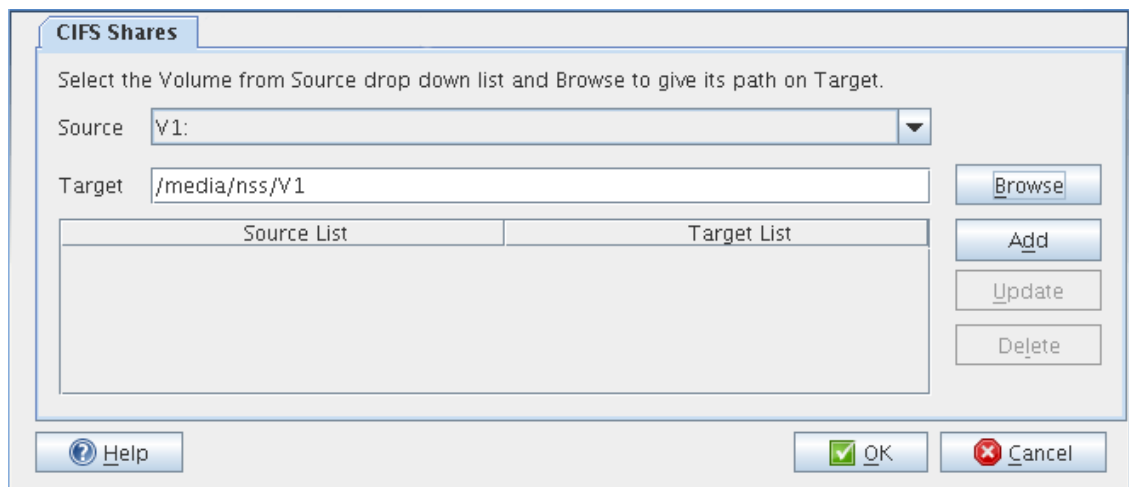 CIFS Shares
Select the Volume from Source drop down list and Browse to give its path on Target.
Source V1:
Target /media/nss/V1 Browse
Source List Target List Add
Update
Delete
Help OK Cancel